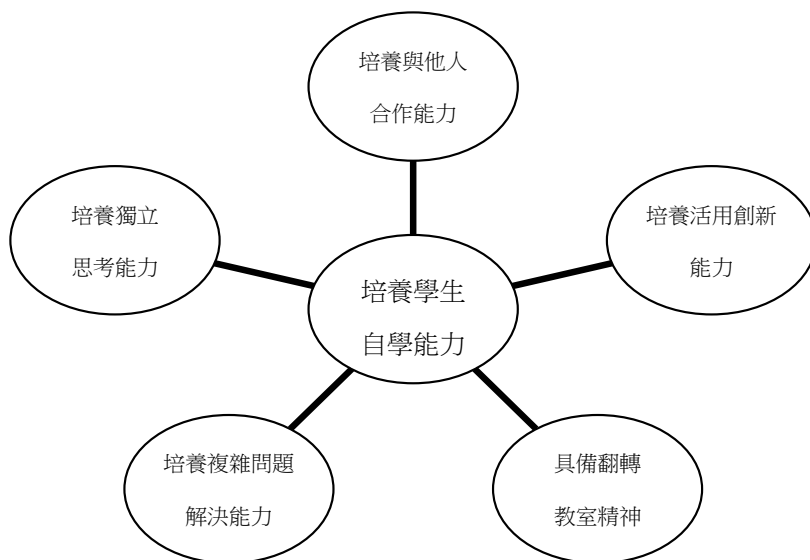 培養與他人
合作能力
培養獨立
思考能力
培養活用創新
能力
培養學生
自學能力
培養複雜問題
解決能力
具備翻轉
教室精神